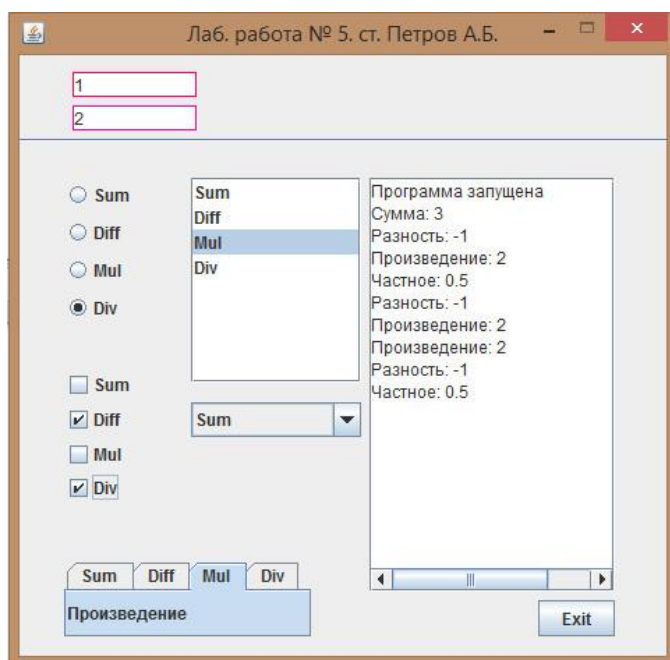 Лаб. работа № 5. ст. Петров А.Б.
1
2
Sum
Diff
Mul
Div
Sum
Diff
Mul
Div
Sum
Diff
Mul
Div
Sum
Программа запущена
Сумма: 3
Разность: -1
Произведение: 2
Частное: 0.5
Разность: -1
Произведение: 2
Произведение: 2
Разность: -1
Частное: 0.5
Sum Diff Mul Div
Произведение
Exit